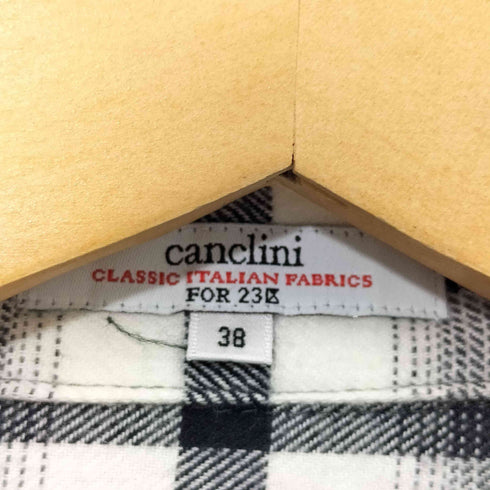 canclini
CLASSIC ITALIAN FABRICS
FOR 23区
38